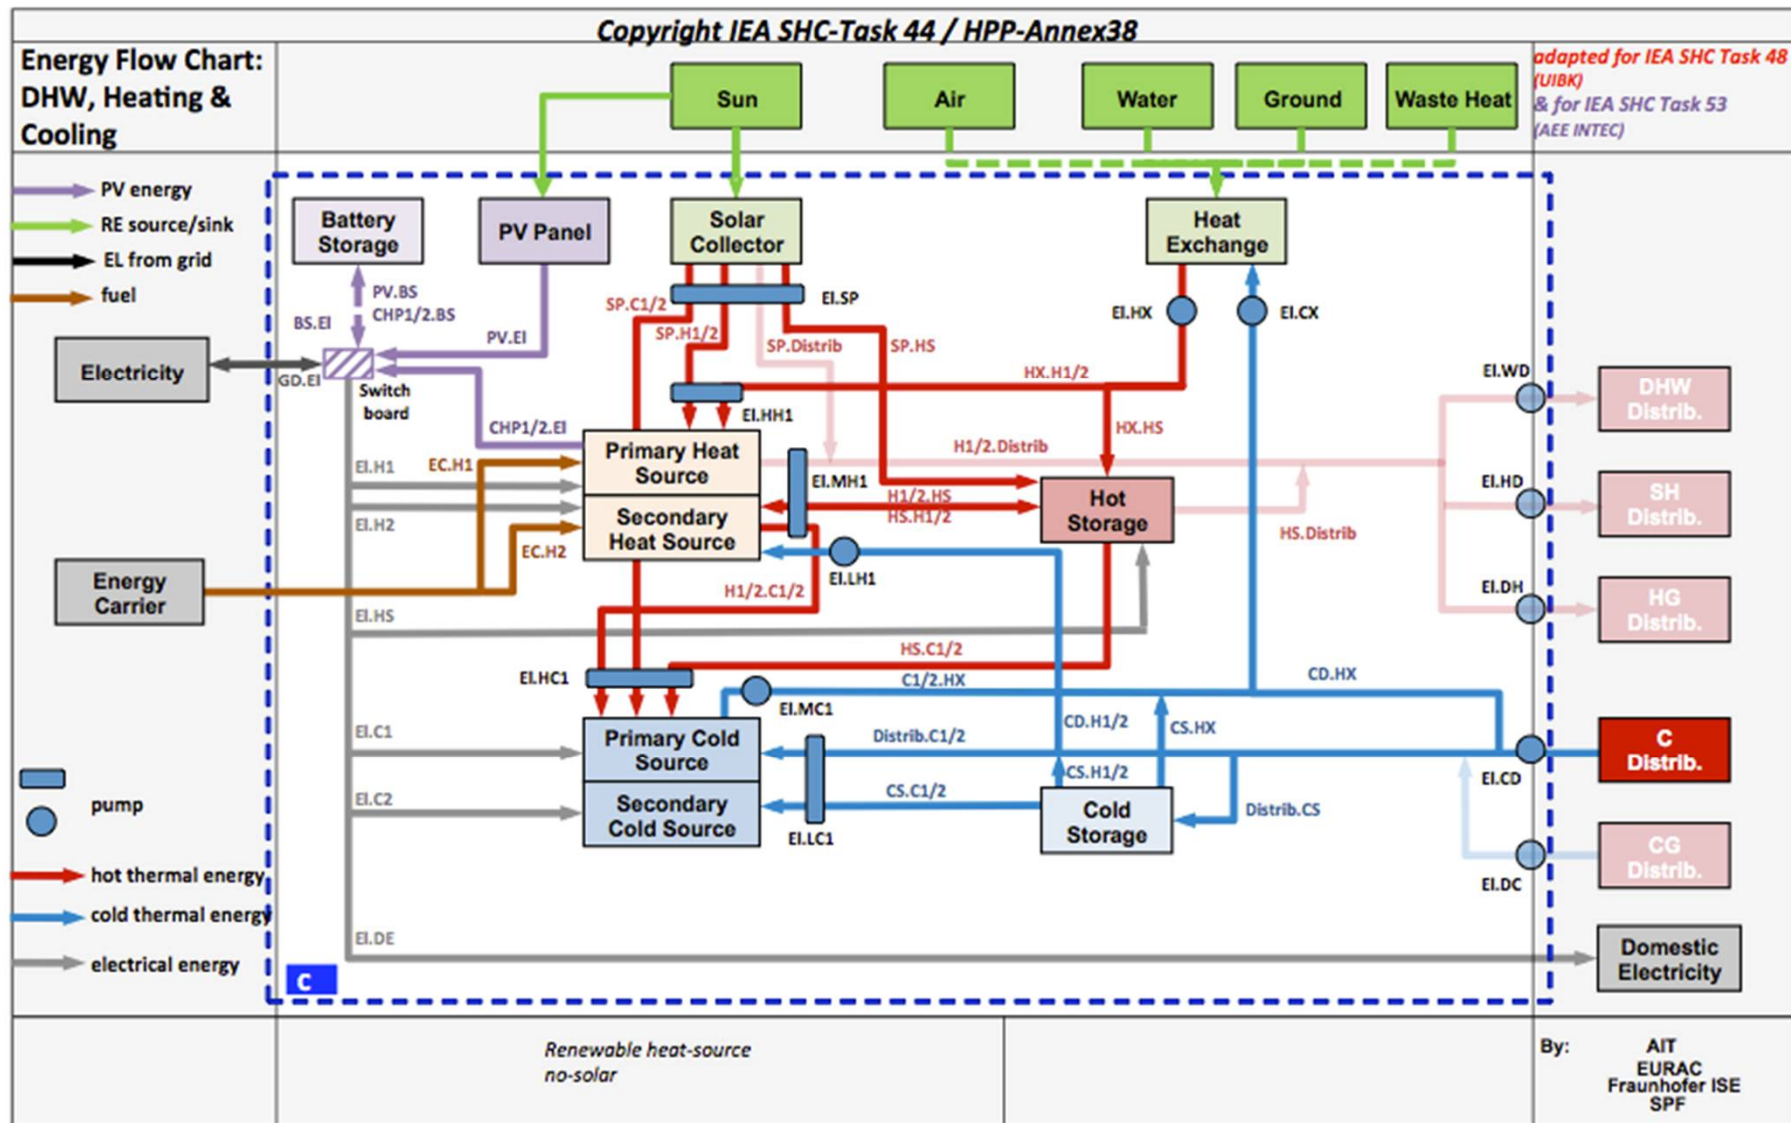 Copyright IEA SHC-Task 44 / HPP-Annex38
Energy Flow Chart:
DHW, Heating &
Cooling
adapted for IEA SHC Task 48
(UIBK)
& for IEA SHC Task 53
(AEE INTEC)
Sun
Air
Water
Ground
Waste Heat
PV energy
RE source/sink
EL from grid
fuel
Battery
Storage
PV Panel
Solar
Collector
Heat
Exchange
PV.BS
CHP1/2.BS
BS.El
PV.El
SP.C1/2
SP.H1/2
El.SP
SP.Distrib
SP.HS
El.HX
El.CX
Electricity
GD.El
Switch
board
HX.H1/2
El.WD
DHW
Distrib.
El.HH1
HX.HS
CHP1/2.El
H1/2.Distrib
Primary Heat
Source
El.H1
EC.H1
El.MH1
Hot
Storage
El.HD
SH
Distrib.
H1/2.HS
HS.H1/2
El.H2
Secondary
Heat Source
EC.H2
HS.Distrib
El.LH1
Energy
Carrier
H1/2.C1/2
El.DH
HG
Distrib.
El.HS
HS.C1/2
El.HC1
C1/2.HX
CD.HX
El.MC1
CD.H1/2
CS.HX
El.C1
Primary Cold
Source
Distrib.C1/2
C
Distrib.
El.CD
CS.H1/2
CS.C1/2
El.C2
Secondary
Cold Source
El.LC1
Cold
Storage
Distrib.CS
CG
Distrib.
El.DC
pump
hot thermal energy
cold thermal energy
electrical energy
El.DE
Domestic
Electricity
C
Renewable heat-source
no-solar
By: AIT
EURAC
Fraunhofer ISE
SPF